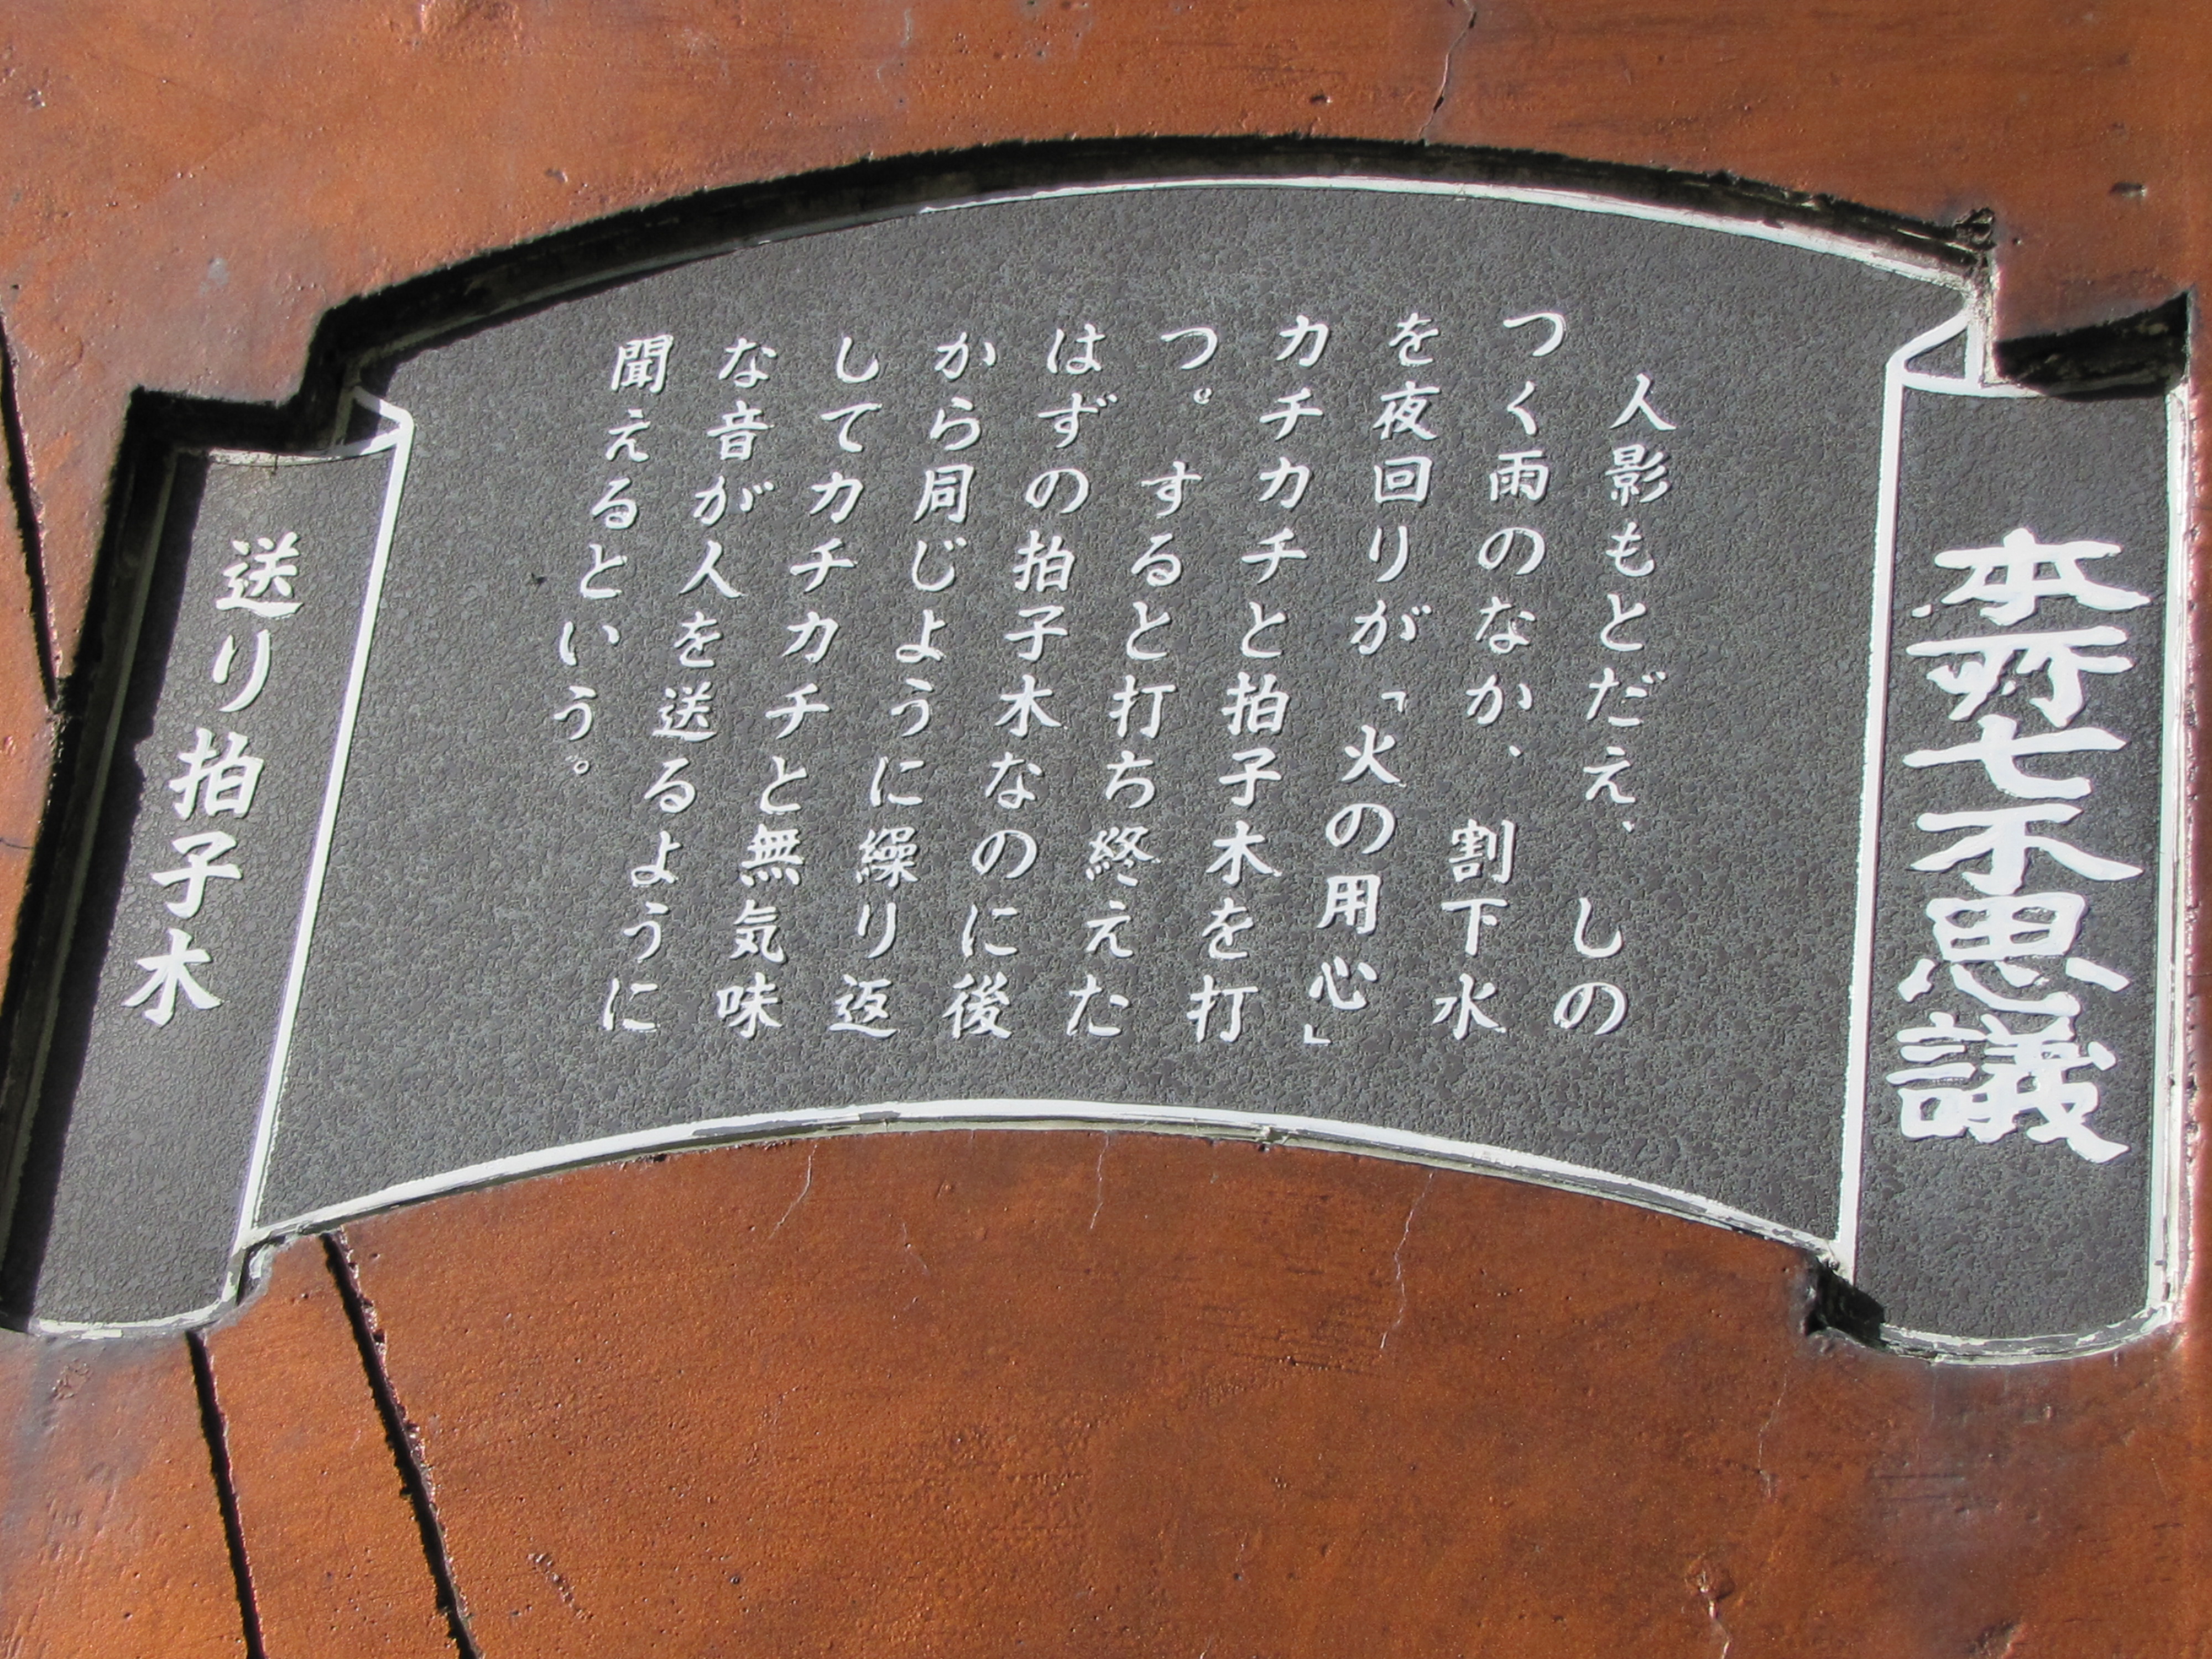 本所七不思議
人影もとだえ、しの
つく雨のなか、割下水
を夜回りが「火の用心」
カチカチと拍子木を打
つ。すると打ち終えた
はずの拍子木なのに後
から同じように繰り返
してカチカチと無気味
な音が人を送るように
聞えるという。
送り拍子木